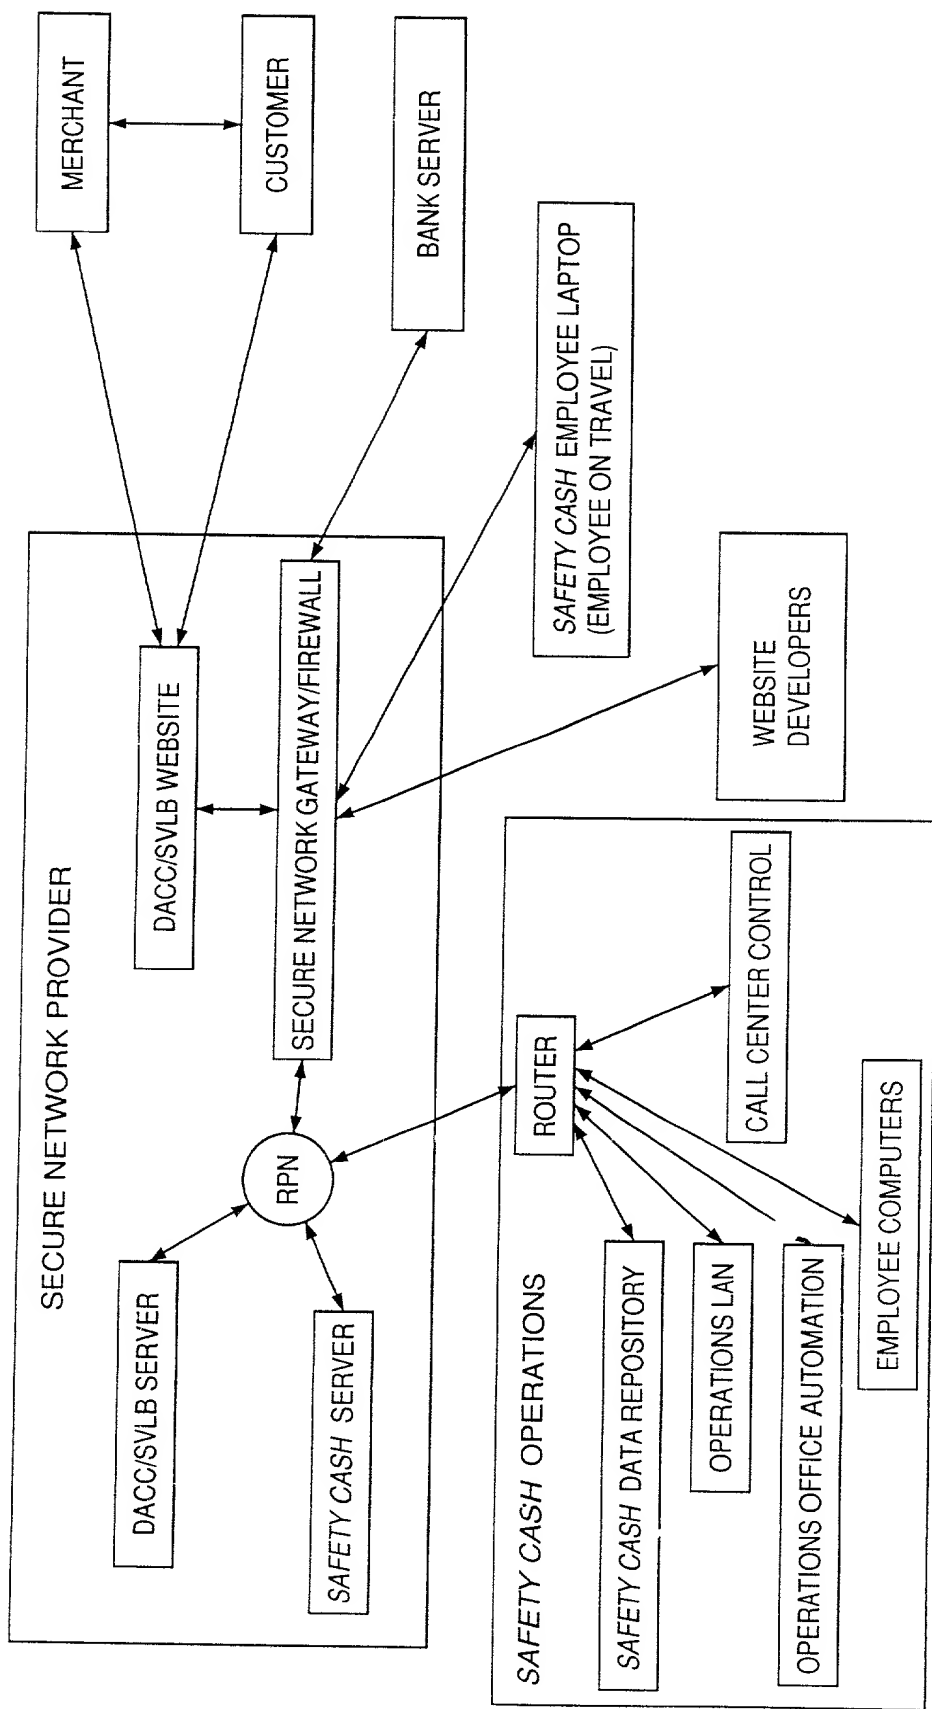 SECURE NETWORK PROVIDER
DACC/SVLB SERVER
SAFETY CASH SERVER
RPN
DACC/SVLB WEBSITE
SECURE NETWORK GATEWAY/FIREWALL
MERCHANT
CUSTOMER
BANK SERVER
SAFETY CASH EMPLOYEE LAPTOP
(EMPLOYEE ON TRAVEL)
WEBSITE
DEVELOPERS
SAFETY CASH OPERATIONS
ROUTER
SAFETY CASH DATA REPOSITORY
OPERATIONS LAN
OPERATIONS OFFICE AUTOMATION
EMPLOYEE COMPUTERS
CALL CENTER CONTROL